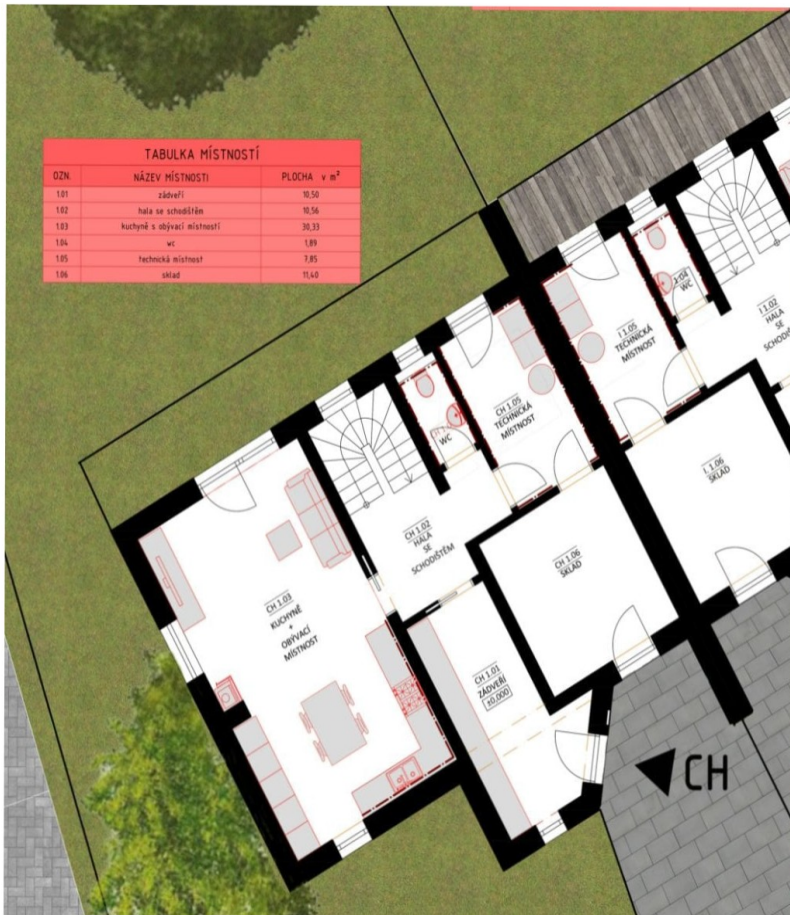 TABULKA MÍSTNOSTÍ
OZN. NÁZEV MÍSTNOSTI PLOCHA v m²
1.01 zádveří 10,50
1.02 hala se schodištěm 10,56
1.03 kuchyně s obývací místností 30,33
1.04 wc 1,89
1.05 technická místnost 7,85
1.06 sklad 11,40
1.04
WC
I 1.02
HALA
SE
I 1.05
TECHNICKÁ
MÍSTNOST
I. 1.06
SKLAD
CH 1.05
TECHNICKÁ
MÍSTNOST
WC
CH 1.02
HALA
SE
SCHODIŠTĚM
CH 1.06
SKLAD
CH 1.03
KUCHYNĚ
+
OBÝVACÍ
MÍSTNOST
CH 1.01
ZÁDVEŘÍ
±0,000
CH